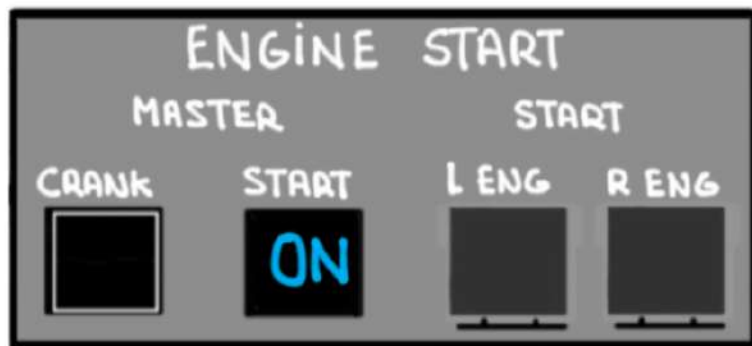 ENGINE START
MASTER START
CRANK START L ENG R ENG
ON